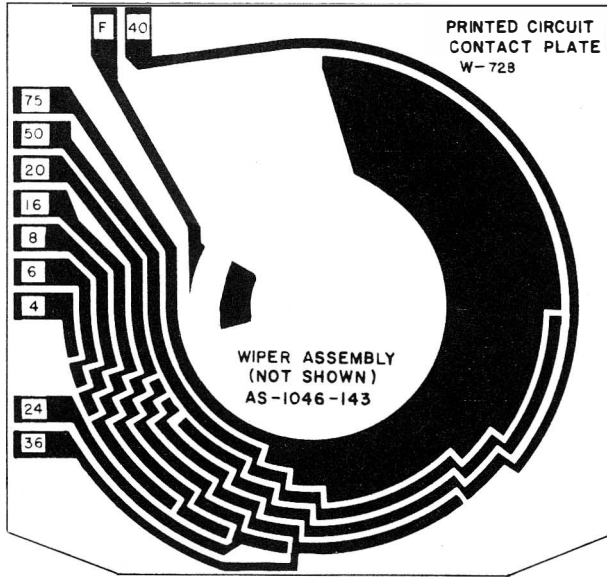 F 40
PRINTED CIRCUIT
CONTACT PLATE
W-728
75
50
20
16
8
6
4
WIPER ASSEMBLY
(NOT SHOWN)
AS-1046-143
24
36